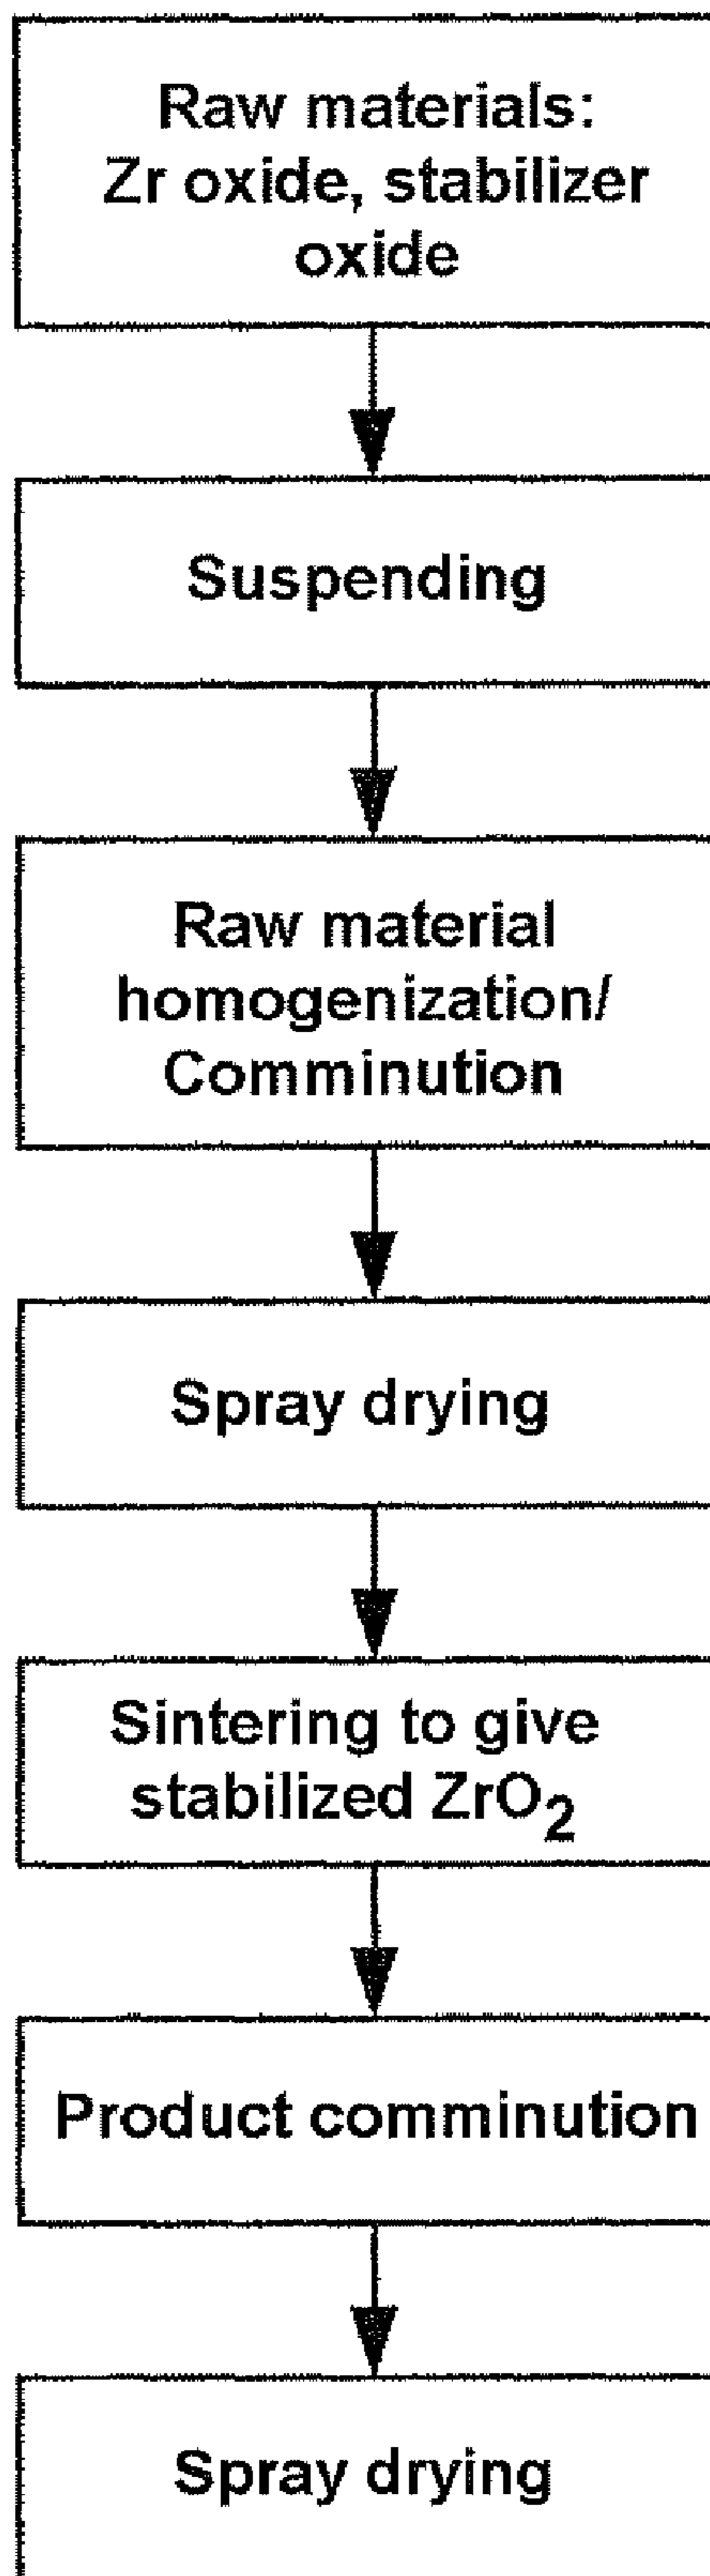 Raw materials:
Zr oxide, stabilizer
oxide
Suspending
Raw material
homogenization/
Comminution
Spray drying
Sintering to give
stabilized ZrO₂
Product comminution
Spray drying